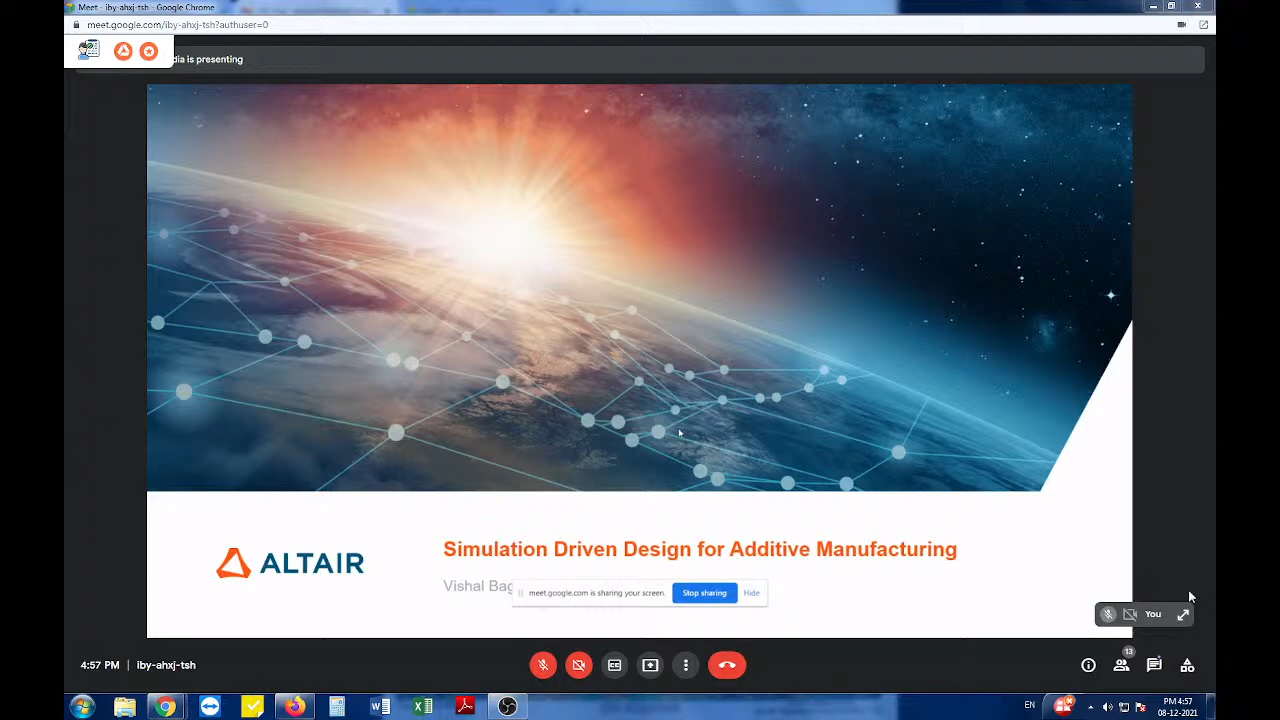 Meet - iby-ahxj-tsh - Google Chrome
meet.google.com/iby-ahxj-tsh?authuser=0
dia is presenting
ALTAIR
Simulation Driven Design for Additive Manufacturing
Vishal Bag
meet.google.com is sharing your screen.
Stop sharing
Hide
You
4:57 PM | iby-ahxj-tsh
13
EN
PM 4:57
08-12-2021